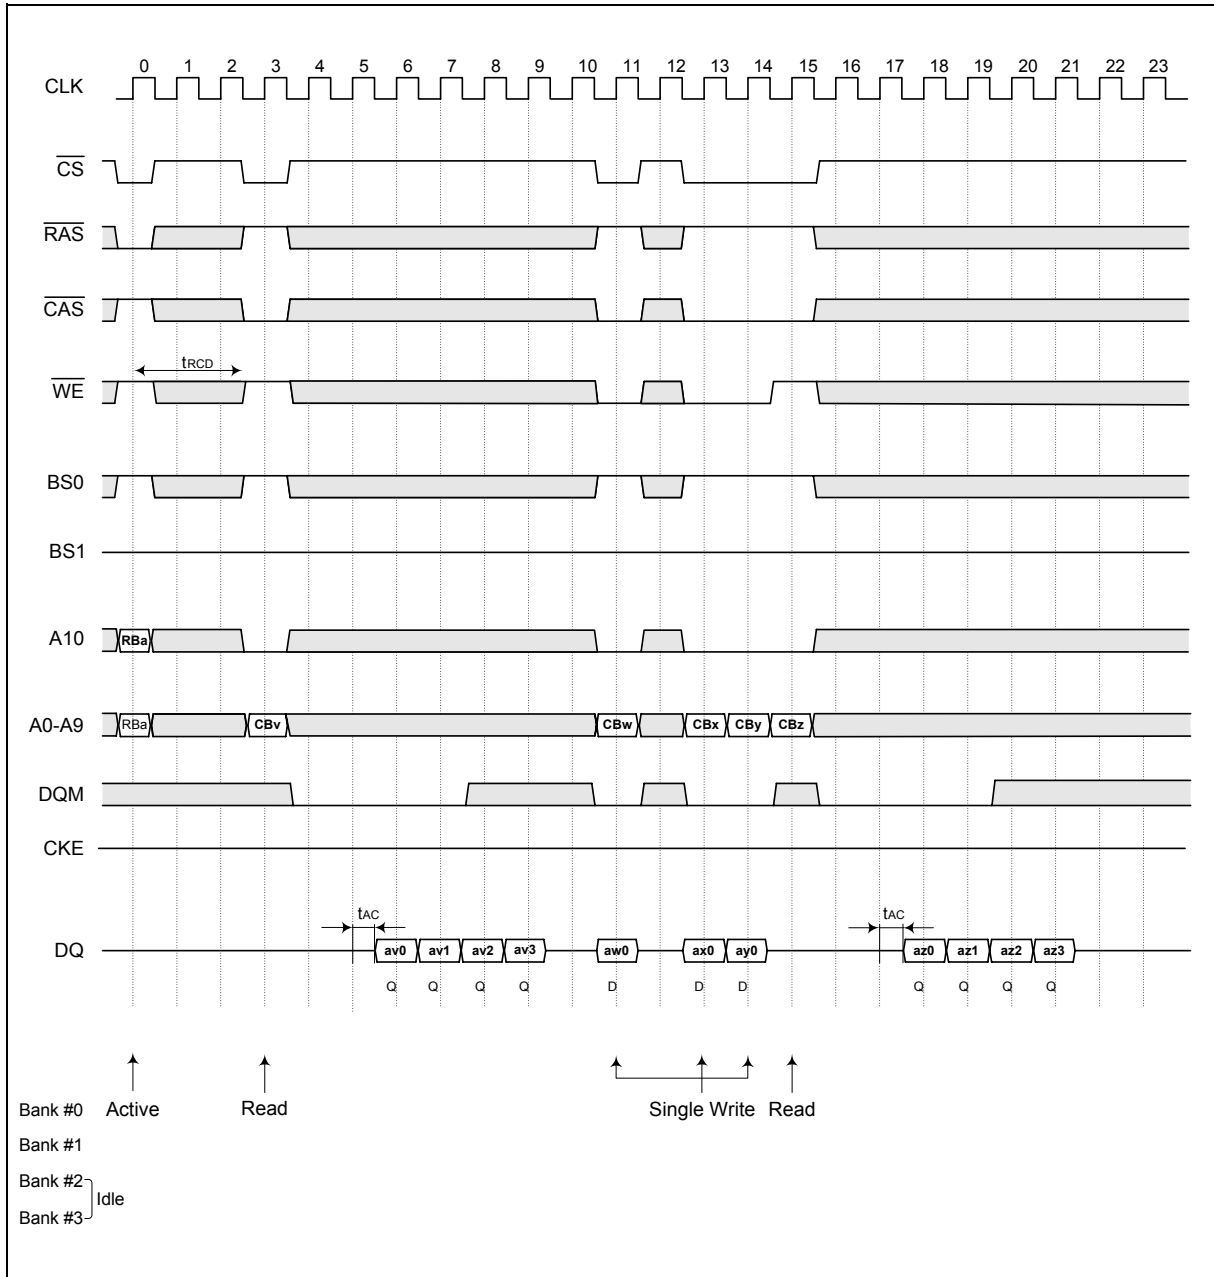 0 1 2 3 4 5 6 7 8 9 10 11 12 13 14 15 16 17 18 19 20 21 22 23
CLK
CS
RAS
CAS
tRCD
WE
BS0
BS1
A10 RBa
A0-A9 RBa CBv CBw CBx CBy CBz
DQM
CKE
tAC tAC
DQ av0 av1 av2 av3 aw0 ax0 ay0 az0 az1 az2 az3
Q Q Q Q D D D Q Q Q Q
Bank #0 Active Read Single Write Read
Bank #1
Bank #2
Idle
Bank #3